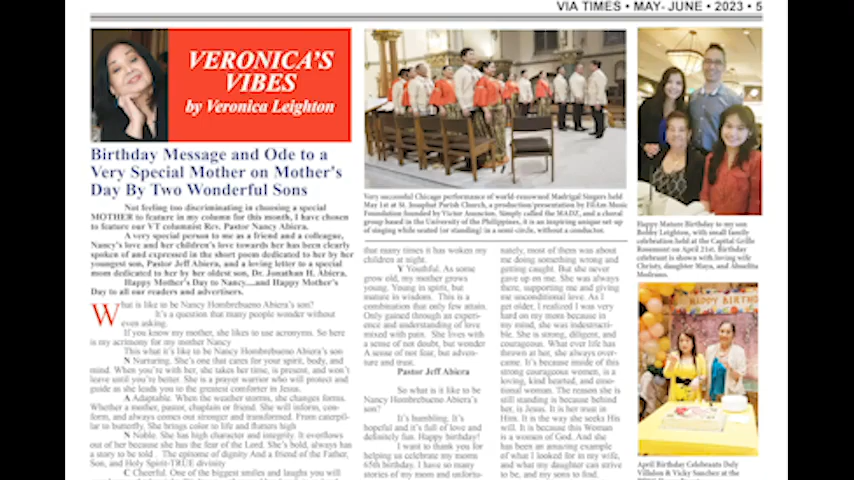 VIA TIMES • MAY- JUNE • 2023 • 5
VERONICA'S
VIBES
by Veronica Leighton
Birthday Message and Ode to a
Very Special Mother on Mother's
Day By Two Wonderful Sons
Not feeling too discriminating in choosing a special
MOTHER to feature in my column for this month, I have chosen
to feature our VT columnist Rev. Pastor Nancy Abiera.
A very special person to me as a friend and a colleague,
Nancy's love and her children's love towards her has been clearly
spoken of and expressed in the short poem dedicated to her by her
youngest son, Pastor Jeff Abiera, and a loving letter to a special
mom dedicated to her by her oldest son, Dr. Jonathan H. Abiera.
Happy Mother's Day to Nancy....and Happy Mother's
Day to all our readers and advertisers.
What is like to be Nancy Hombrebueno Abiera's son?
It's a question that many people wonder without
even asking.
If you know my mother, she likes to use acronyms. So here
is my acrimony for my mother Nancy
This what it's like to be Nancy Hombrebueno Abiera's son
N Nurturing. She's one that cares for your spirit, body, and
mind. When you're with her, she takes her time, is present, and won't
leave until you're better. She is a prayer warrior who will protect and
guide as she leads you to the greatest comforter in Jesus.
A Adaptable. When the weather storms, she changes forms.
Whether a mother, pastor, chaplain or friend. She will inform, con-
form, and always comes out stronger and transformed. From caterpil-
lar to butterfly, She brings color to life and flutters high
N Noble. She has high character and integrity. It overflows
out of her because she has the fear of the Lord. She's bold, always has
a story to be told . The epitome of dignity And a friend of the Father,
Son, and Holy Spirit-TRUE divinity
C Cheerful. One of the biggest smiles and laughs you will
Very successful Chicago performance of world-renowned Madrigal Singers held
May 1st at St. Josaphat Parish Church, a production/presentation by Music
Foundation founded by Victor Asuncion. Simply called the MADZ, and a choral
group based in the University of the Philippines, it is an inspiring unique set up
of singing while seated (or standing) in a semi-circle, without a conductor.
that many times it has woken my
children at night.
Y Youthful. As some
grow old, my mother grows
young. Young in spirit, but
mature in wisdom. This is a
combination that only few attain.
Only gained through an experi-
ence and understanding of love
mixed with pain. She lives with
a sense of not doubt, but wonder
A sense of not fear, but adven-
ture and trust.
Pastor Jeff Abiera
So what is it like to be
Nancy Hombrebueno Abiera's
son?
It's humbling. It's
hopeful and it's full of love and
definitely fun. Happy birthday!
I want to thank you for
helping us celebrate my moms
65th birthday. I have so many
stories of my mom and unfortu-
nately, most of them was about
me doing something wrong and
getting caught. But she never
gave up on me. She was always
there, supporting me and giving
me unconditional love. As I
get older, I realized I was very
hard on my mom because in
my mind, she was indestructi-
ble. She is strong, diligent, and
courageous. What ever life has
thrown at her, she always over-
came. It's because inside of this
strong courageous women, is a
loving, kind hearted, and emo-
tional woman. The reason she is
still standing is because behind
her, is Jesus. It is her trust in
Him. It is the way she seeks His
will. It is because this Woman
is a woman of God. And she
has been an amazing example
of what I looked for in my wife,
and what my daughter can strive
to be, and my sons to find.
Happy Mature Birthday to my son
Bobby Leighton, with small family
celebration held at the Capital Grille
Rosemont on April 21st. Birthday
celebrant is shown with loving wife
Christy, daughter Maya, and Abuelita
HAPPY BIRTHD
April Birthday Celebrants Duly
Villalon & Vicky Sanchez at the